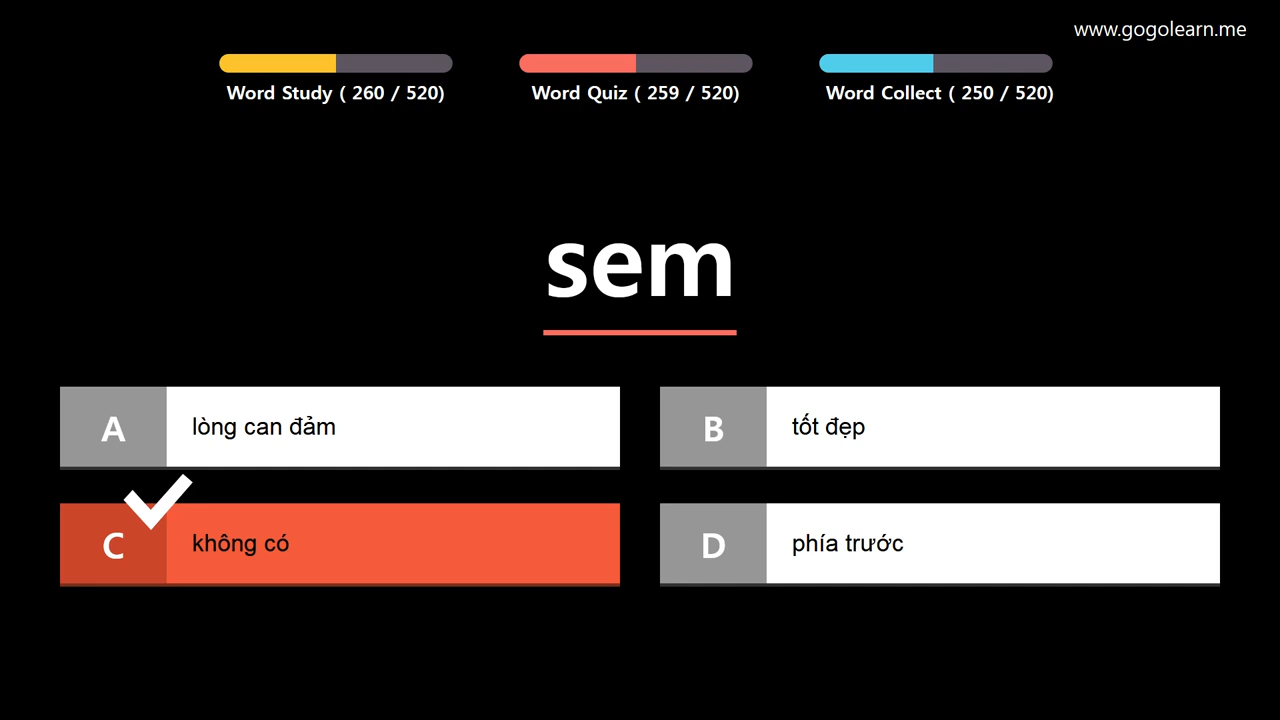 www.gogolearn.me
Word Study ( 260 / 520)
Word Quiz ( 259 / 520)
Word Collect ( 250 / 520)
sem
A
lòng can đảm
B
tốt đẹp
C
không có
D
phía trước